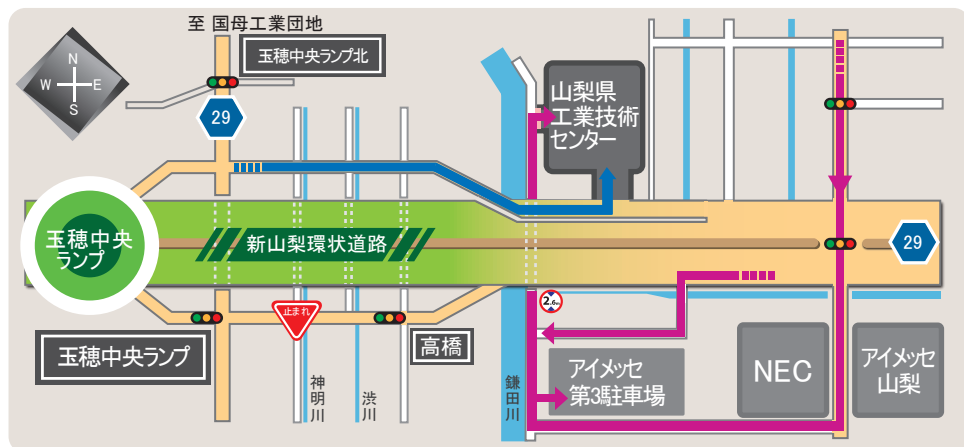 至 国母工業団地
玉穂中央ランプ北
N
W
E
S
29
山梨県
工業技術
センター
玉穂中央
ランプ
新山梨環状道路
29
止まれ
2.6m
玉穂中央ランプ
高橋
神明川
渋川
鎌田川
アイメッセ
第3駐車場
NEC
アイメッセ
山梨